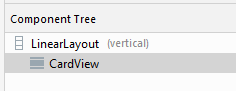 Component Tree
LinearLayout (vertical)
CardView